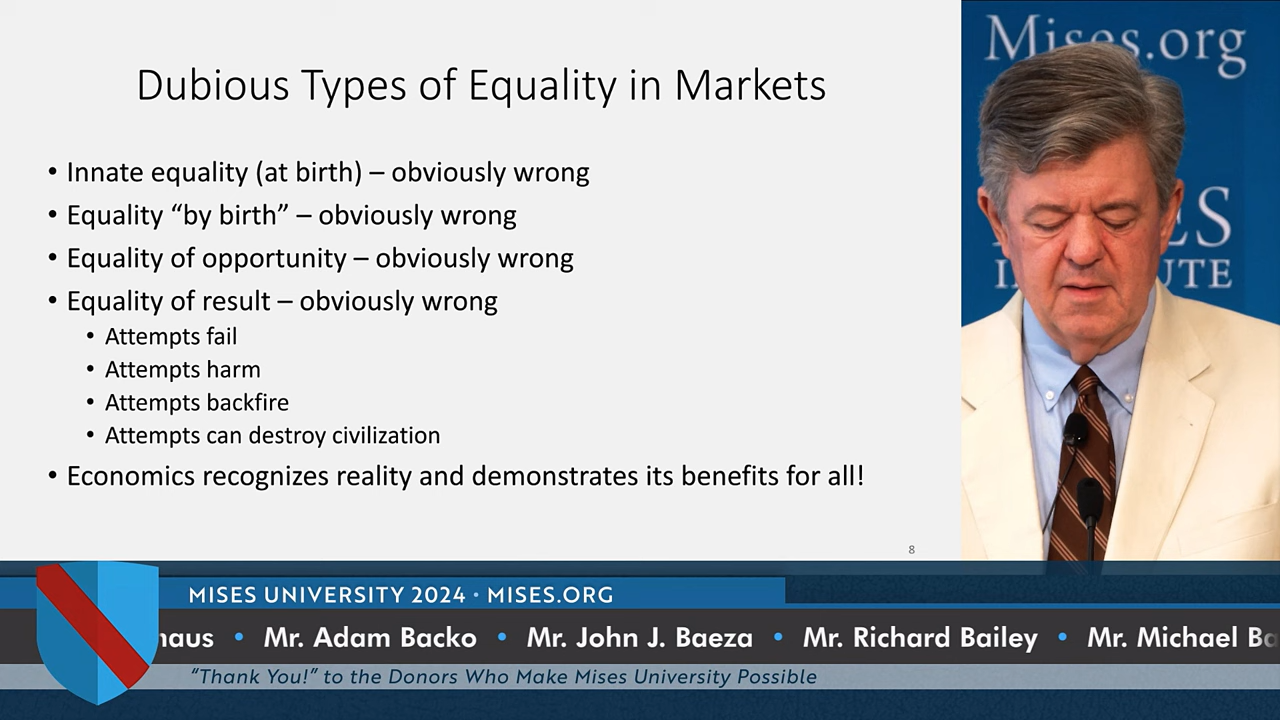 Dubious Types of Equality in Markets
• Innate equality (at birth) – obviously wrong
• Equality “by birth” – obviously wrong
• Equality of opportunity – obviously wrong
• Equality of result – obviously wrong
• Attempts fail
• Attempts harm
• Attempts backfire
• Attempts can destroy civilization
• Economics recognizes reality and demonstrates its benefits for all!
8
Mises.org
MISES UNIVERSITY 2024 • MISES.ORG
• Mr. Adam Backo • Mr. John J. Baeza • Mr. Richard Bailey • Mr. Michael
“Thank You!” to the Donors Who Make Mises University Possible